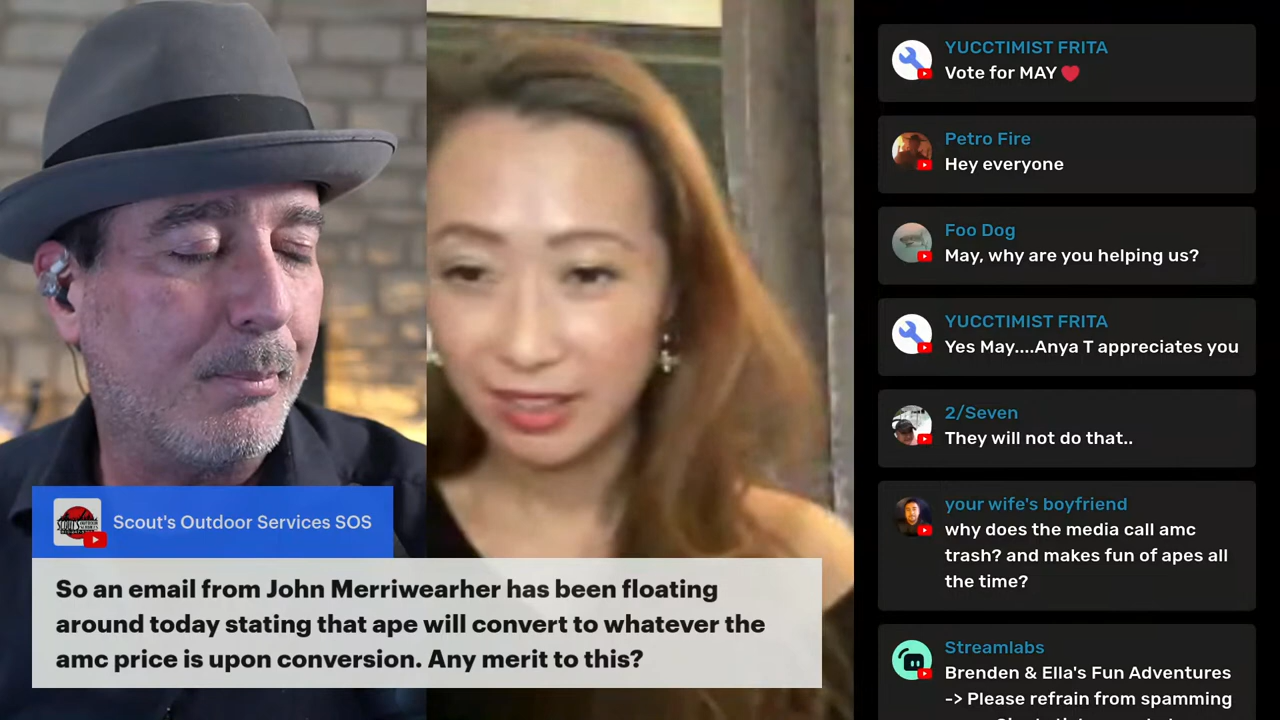 Scout's Outdoor Services SOS
So an email from John Merriwearher has been floating
around today stating that ape will convert to whatever the
amc price is upon conversion. Any merit to this?
YUCCTIMIST FRITA
Vote for MAY ❤️
Petro Fire
Hey everyone
Foo Dog
May, why are you helping us?
YUCCTIMIST FRITA
Yes May....Anya T appreciates you
2/Seven
They will not do that..
your wife's boyfriend
why does the media call amc
trash? and makes fun of apes all
the time?
Streamlabs
Brenden & Ella's Fun Adventures
-> Please refrain from spamming